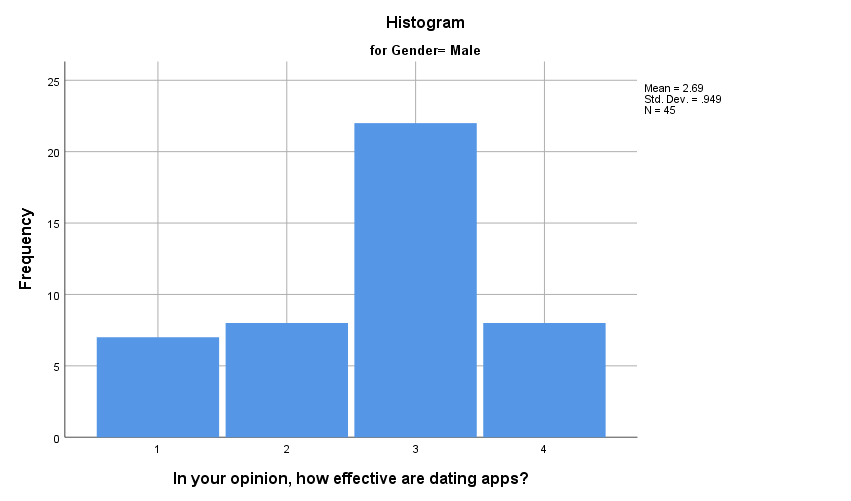 Histogram
for Gender= Male
25
20
15
10
5
0
Frequency
1 2 3 4
In your opinion, how effective are dating apps?
Mean = 2.69
Std. Dev. = .949
N = 45